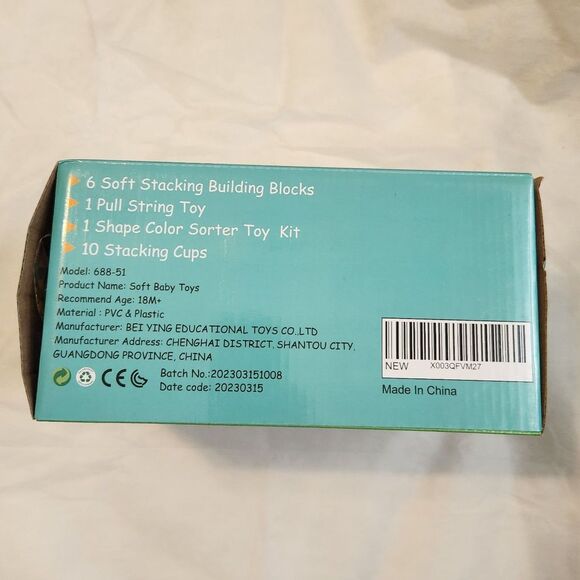 6 Soft Stacking Building Blocks
1 Pull String Toy
1 Shape Color Sorter Toy Kit
10 Stacking Cups
Model: 688-51
Product Name: Soft Baby Toys
Recommend Age: 18M+
Material : PVC & Plastic
Manufacturer: BEI YING EDUCATIONAL TOYS CO.,LTD
Manufacturer Address: CHENGHAI DISTRICT, SHANTOU CITY,
GUANGDONG PROVINCE, CHINA
CE
Batch No.:202303151008
Date code: 20230315
NEW X003QFVM27
Made In China